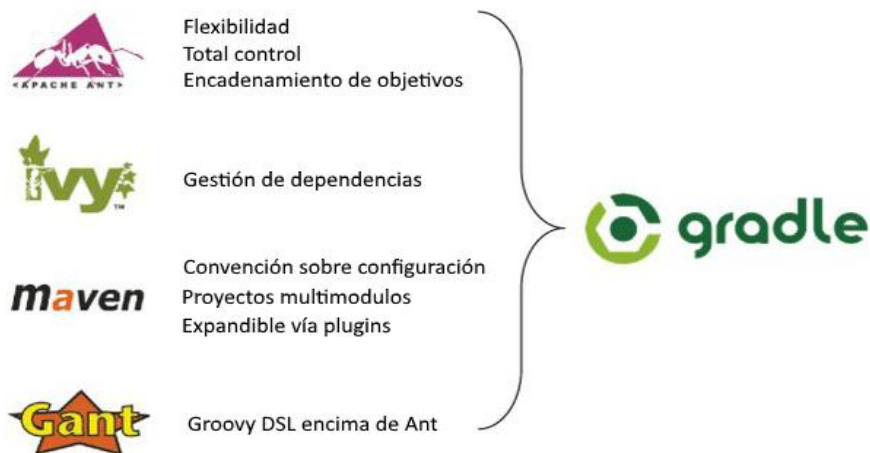 <APACHE ANT>
Flexibilidad
Total control
Encadenamiento de objetivos
ivy
TM
Gestión de dependencias
maven
Convención sobre configuración
Proyectos multimodulos
Expandible vía plugins
Gant
Groovy DSL encima de Ant
gradle